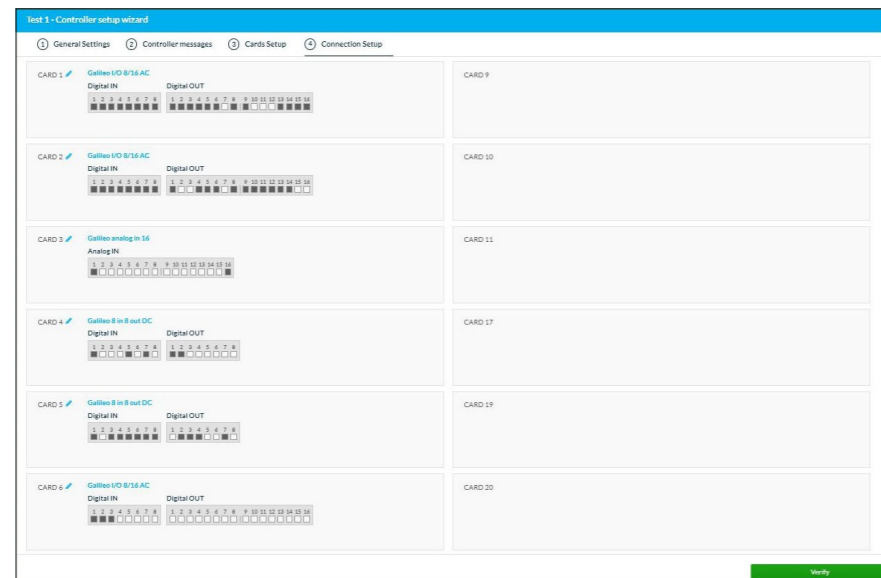 Test 1 - Controller setup wizard
1 General Settings 2 Controller messages 3 Cards Setup 4 Connection Setup
CARD 1 Galileo I/O 8/16 AC
Digital IN Digital OUT
1 2 3 4 5 6 7 8 1 2 3 4 5 6 7 8 9 10 11 12 13 14 15 16
CARD 9
CARD 2 Galileo I/O 8/16 AC
Digital IN Digital OUT
1 2 3 4 5 6 7 8 1 2 3 4 5 6 7 8 9 10 11 12 13 14 15 16
CARD 10
CARD 3 Galileo analog in 16
Analog IN
1 2 3 4 5 6 7 8 9 10 11 12 13 14 15 16
CARD 11
CARD 4 Galileo 8 in 8 out DC
Digital IN Digital OUT
1 2 3 4 5 6 7 8 1 2 3 4 5 6 7 8
CARD 17
CARD 5 Galileo 8 in 8 out DC
Digital IN Digital OUT
1 2 3 4 5 6 7 8 1 2 3 4 5 6 7 8
CARD 19
CARD 6 Galileo I/O 8/16 AC
Digital IN Digital OUT
1 2 3 4 5 6 7 8 1 2 3 4 5 6 7 8 9 10 11 12 13 14 15 16
CARD 20
Verify